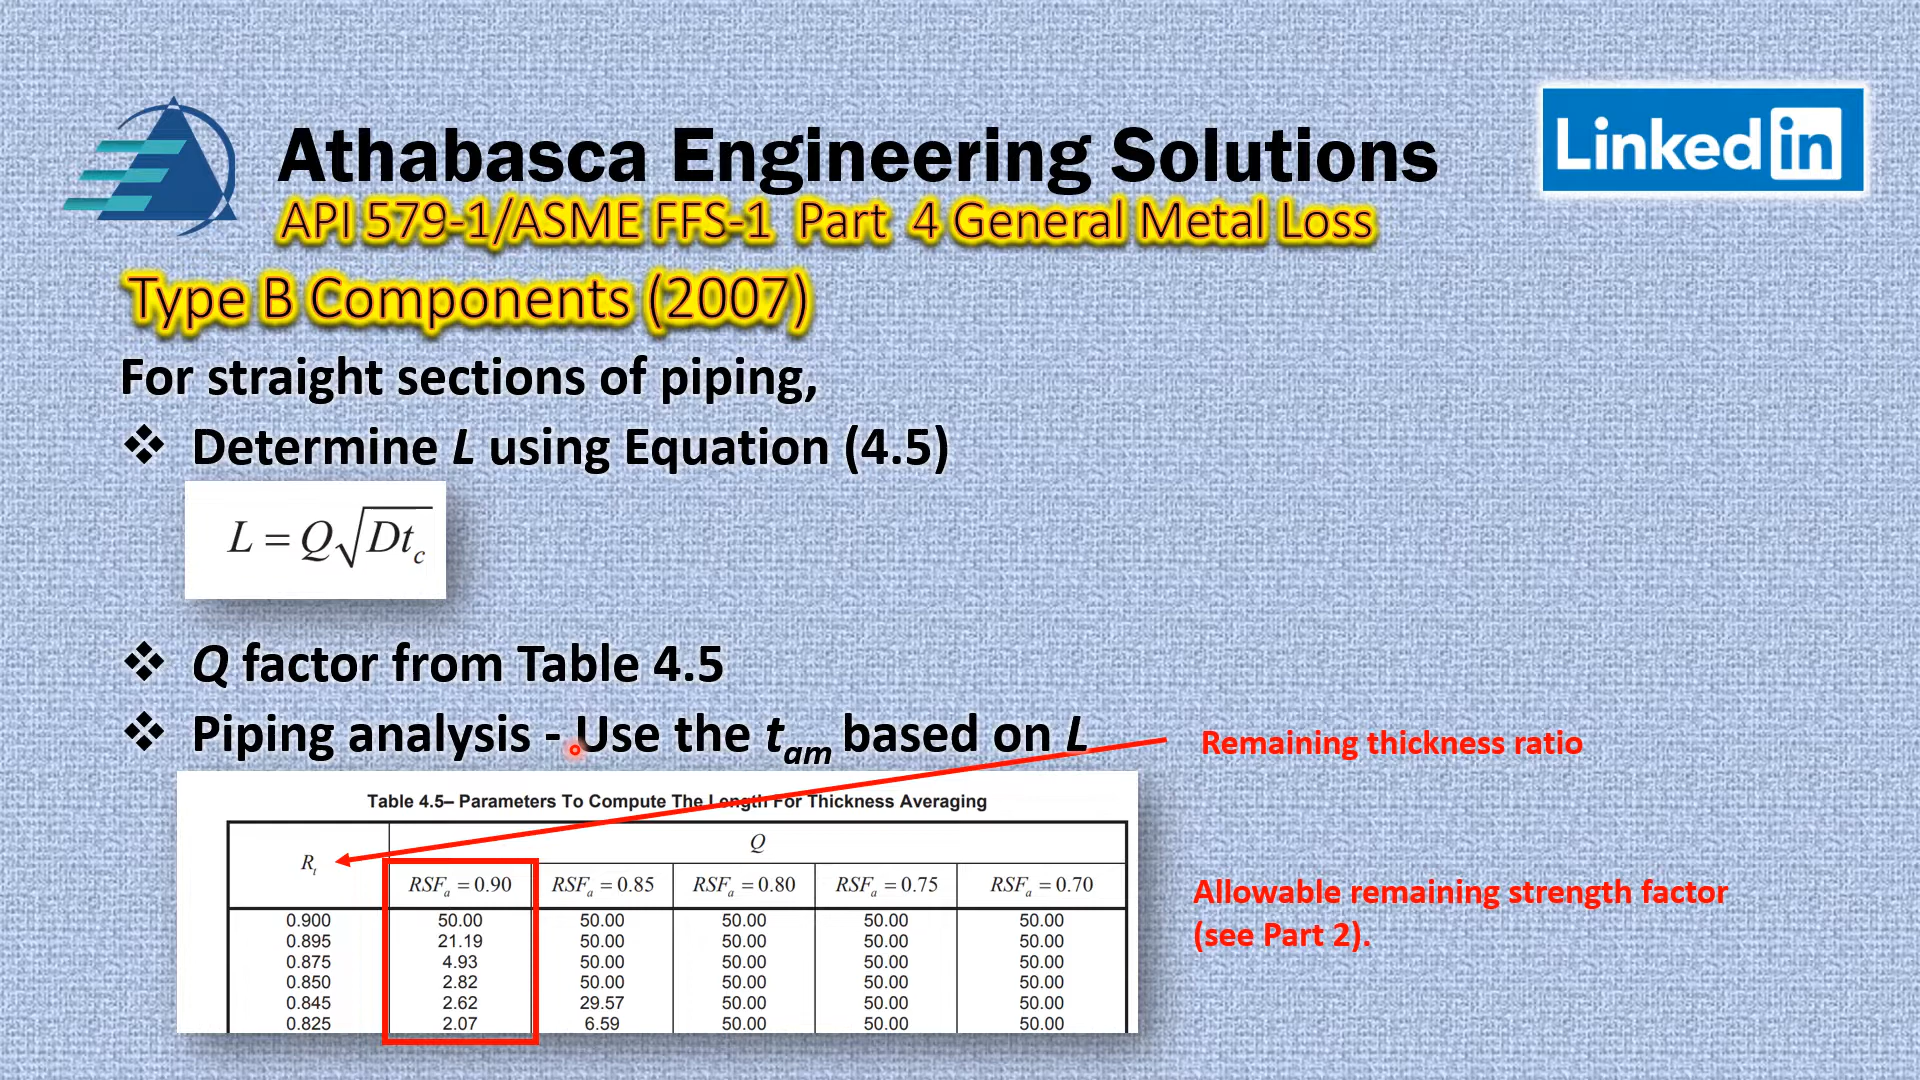 Athabasca Engineering Solutions
Linked in
API 579-1/ASME FFS-1 Part 4 General Metal Loss
Type B Components (2007)
For straight sections of piping,
❖ Determine L using Equation (4.5)
L = Q√Dt_c
❖ Q factor from Table 4.5
❖ Piping analysis - Use the t_am based on L
Remaining thickness ratio
Table 4.5– Parameters To Compute The Length For Thickness Averaging
R_t Q
RSF_a = 0.90 RSF_a = 0.85 RSF_a = 0.80 RSF_a = 0.75 RSF_a = 0.70
Allowable remaining strength factor
(see Part 2).
0.900 50.00 50.00 50.00 50.00 50.00
0.895 21.19 50.00 50.00 50.00 50.00
0.875 4.93 50.00 50.00 50.00 50.00
0.850 2.82 50.00 50.00 50.00 50.00
0.845 2.62 29.57 50.00 50.00 50.00
0.825 2.07 6.59 50.00 50.00 50.00